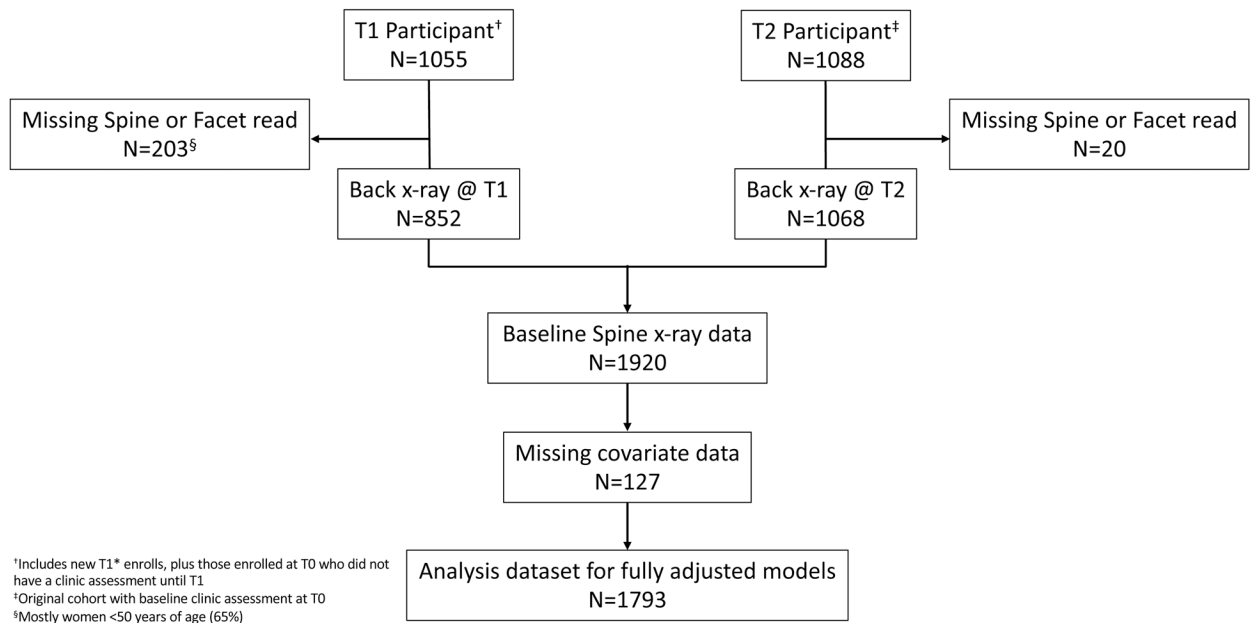 T1 Participant†
N=1055
T2 Participant‡
N=1088
Missing Spine or Facet read
N=203§
Missing Spine or Facet read
N=20
Back x-ray @ T1
N=852
Back x-ray @ T2
N=1068
Baseline Spine x-ray data
N=1920
Missing covariate data
N=127
Analysis dataset for fully adjusted models
N=1793
†Includes new T1* enrolls, plus those enrolled at T0 who did not
have a clinic assessment until T1
‡Original cohort with baseline clinic assessment at T0
§Mostly women <50 years of age (65%)